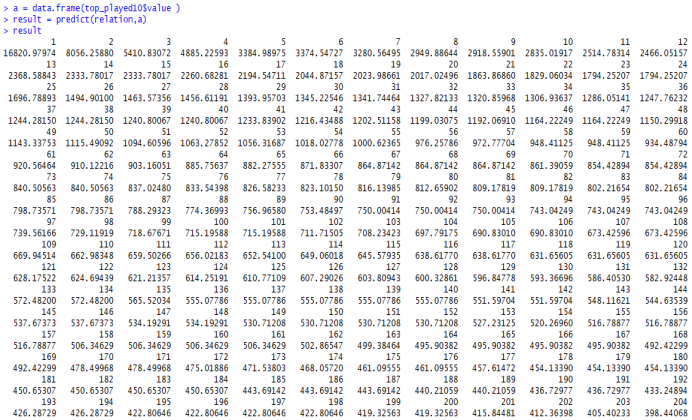 > a = data.frame(top_played10$value )
> result = predict(relation,a)
> result
1 2 3 4 5 6 7 8 9 10 11 12
16820.97974 8056.25880 5410.83072 4885.22593 3384.98975 3374.54727 3280.56495 2949.88644 2918.55901 2835.01917 2514.78314 2466.05157
13 14 15 16 17 18 19 20 21 22 23 24
2368.58843 2333.78017 2333.78017 2260.68281 2194.54711 2044.87157 2023.98661 2017.02496 1863.86860 1829.06034 1794.25207 1794.25207
25 26 27 28 29 30 31 32 33 34 35 36
1696.78893 1494.90100 1463.57356 1456.61191 1393.95703 1345.22546 1341.74464 1327.82133 1320.85968 1306.93637 1286.05141 1247.76232
37 38 39 40 41 42 43 44 45 46 47 48
1244.28150 1244.28150 1240.80067 1240.80067 1233.83902 1216.43488 1202.51158 1199.03075 1192.06910 1164.22249 1164.22249 1150.29918
49 50 51 52 53 54 55 56 57 58 59 60
1143.33753 1115.49092 1094.60596 1063.27852 1056.31687 1018.02778 1000.62365 976.25786 972.77704 948.41125 948.41125 934.48794
61 62 63 64 65 66 67 68 69 70 71 72
920.56464 910.12216 903.16051 885.75637 882.27555 871.83307 864.87142 864.87142 864.87142 861.39059 854.42894 854.42894
73 74 75 76 77 78 79 80 81 82 83 84
840.50563 840.50563 837.02480 833.54398 826.58233 823.10150 816.13985 812.65902 809.17819 809.17819 802.21654 802.21654
85 86 87 88 89 90 91 92 93 94 95 96
798.73571 798.73571 788.29323 774.36993 756.96580 753.48497 750.00414 750.00414 750.00414 743.04249 743.04249 743.04249
97 98 99 100 101 102 103 104 105 106 107 108
739.56166 729.11919 718.67671 715.19588 715.19588 711.71505 708.23423 697.79175 690.83010 690.83010 673.42596 673.42596
109 110 111 112 113 114 115 116 117 118 119 120
669.94514 662.98348 659.50266 656.02183 652.54100 649.06018 645.57935 638.61770 638.61770 631.65605 631.65605 631.65605
121 122 123 124 125 126 127 128 129 130 131 132
628.17522 624.69439 621.21357 614.25191 610.77109 607.29026 603.80943 600.32861 596.84778 593.36696 586.40530 582.92448
133 134 135 136 137 138 139 140 141 142 143 144
572.48200 572.48200 565.52034 555.07786 555.07786 555.07786 555.07786 551.59704 551.59704 548.11621 544.63539
145 146 147 148 149 150 151 152 153 154 155 156
537.67373 537.67373 534.19291 534.19291 530.71208 530.71208 530.71208 530.71208 527.23125 520.26960 516.78877
157 158 159 160 161 162 163 164 165 166 167 168
516.78877 506.34629 506.34629 506.34629 506.34629 502.86547 499.38464 495.90382 495.90382 495.90382 495.90382 492.42299
169 170 171 172 173 174 175 176 177 178 179 180
492.42299 478.49968 478.49968 475.01886 471.53803 468.05720 461.09555 461.09555 457.61472 454.13390 454.13390 454.13390
181 182 183 184 185 186 187 188 189 190 191 192
450.65307 450.65307 450.65307 443.69142 443.69142 443.69142 443.69142 440.21059 440.21059 436.72977 436.72977 433.24894
193 194 195 196 197 198 199 200 201 202 203 204
426.28729 426.28729 422.80646 422.80646 422.80646 419.32563 419.32563 415.84481 412.36398 405.40233 398.44068